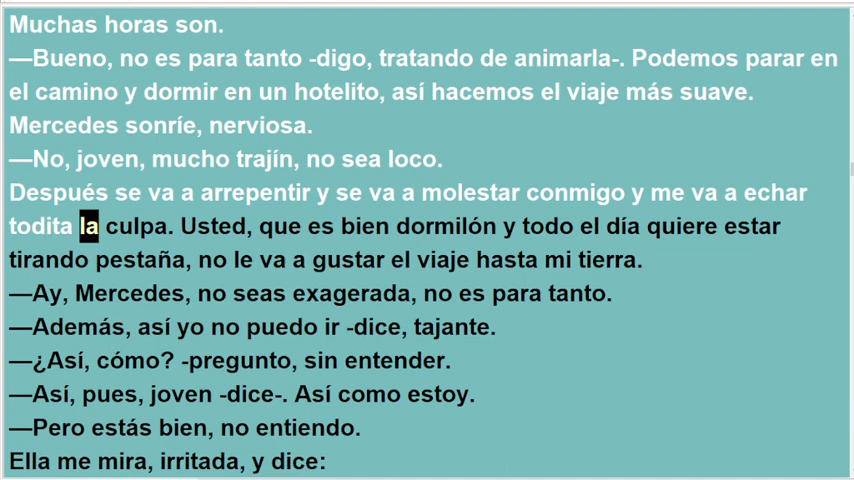 Muchas horas son.
—Bueno, no es para tanto -digo, tratando de animarla-. Podemos parar en
el camino y dormir en un hotelito, así hacemos el viaje más suave.
Mercedes sonríe, nerviosa.
—No, joven, mucho trajín, no sea loco.
Después se va a arrepentir y se va a molestar conmigo y me va a echar
todita la culpa. Usted, que es bien dormilón y todo el día quiere estar
tirando pestaña, no le va a gustar el viaje hasta mi tierra.
—Ay, Mercedes, no seas exagerada, no es para tanto.
—Además, así yo no puedo ir -dice, tajante.
—¿Así, cómo? -pregunto, sin entender.
—Así, pues, joven -dice-. Así como estoy.
—Pero estás bien, no entiendo.
Ella me mira, irritada, y dice: